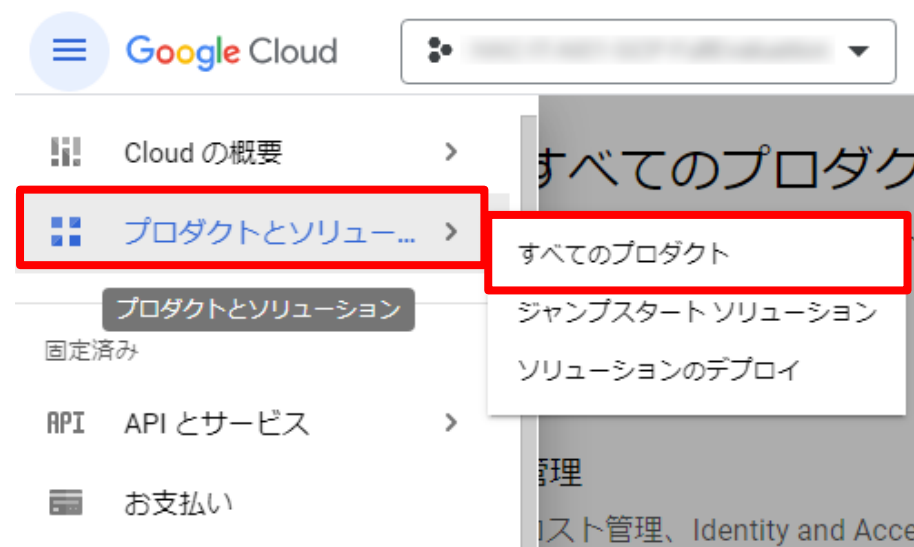 Google Cloud
Cloud の概要
すべてのプロダク
プロダクトとソリュー...
すべてのプロダクト
プロダクトとソリューション
ジャンプスタート ソリューション
固定済み
ソリューションのデプロイ
API API とサービス
管理
お支払い
コスト管理、Identity and Acce